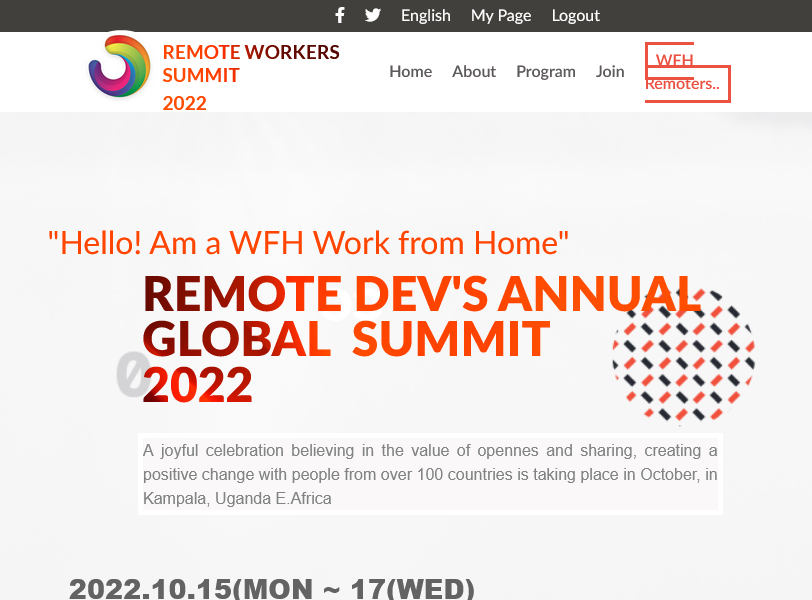 English My Page Logout
REMOTE WORKERS
SUMMIT
2022
Home About Program Join WFH
Remoters..
"Hello! Am a WFH Work from Home"
REMOTE DEV'S ANNUAL
GLOBAL SUMMIT
2022
A joyful celebration believing in the value of opennes and sharing, creating a
positive change with people from over 100 countries is taking place in October, in
Kampala, Uganda E.Africa
2022.10.15(MON ~ 17(WED)